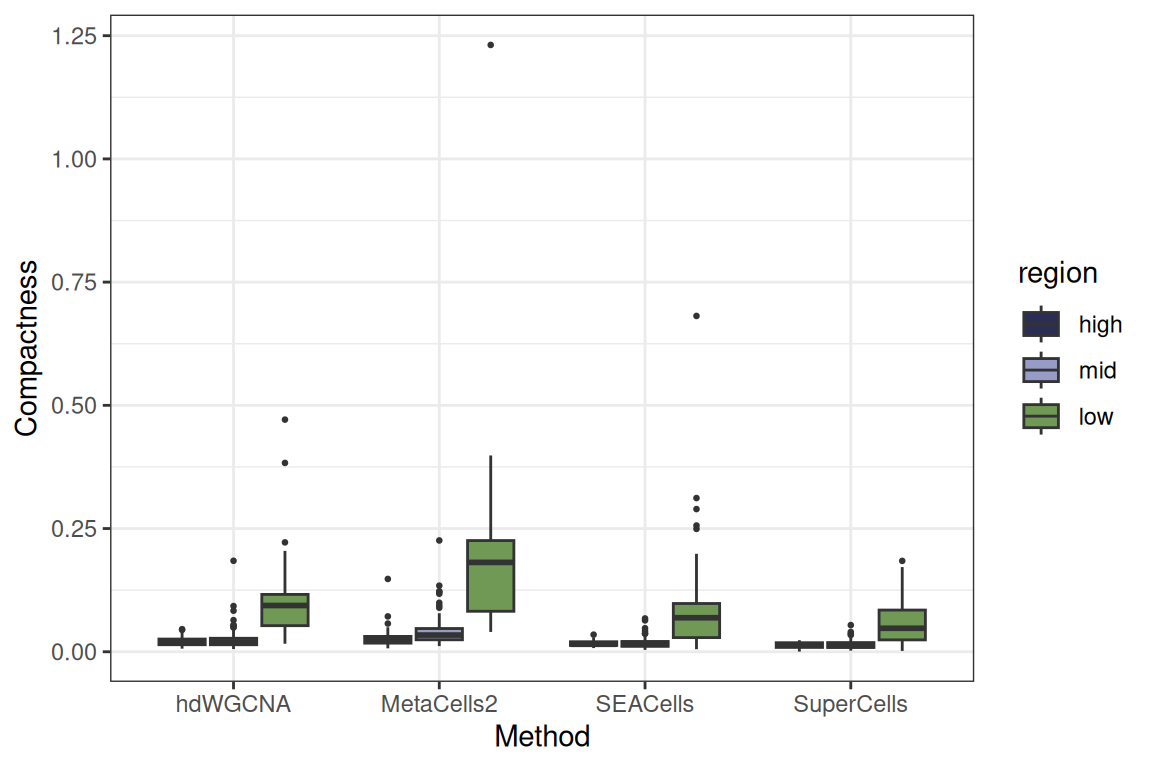 1.25
1.00
0.75
0.50
0.25
0.00
Compactness
hdWGCNA
MetaCells2
SEACells
SuperCells
Method
region
high
mid
low